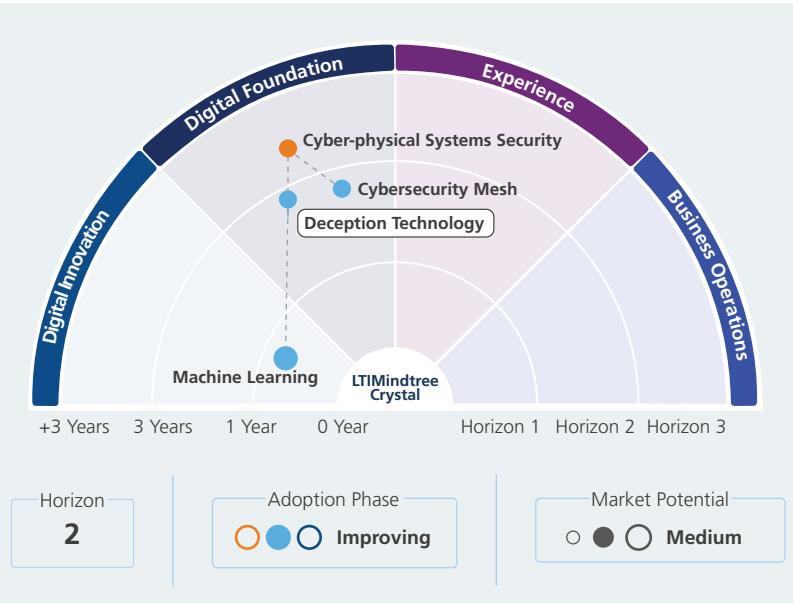 Digital Foundation
Experience
Digital Innovation
Business Operations
Cyber-physical Systems Security
Cybersecurity Mesh
Deception Technology
Machine Learning
LTIMindtree
Crystal
+3 Years 3 Years 1 Year 0 Year Horizon 1 Horizon 2 Horizon 3
Horizon
2
Adoption Phase
Improving
Market Potential
Medium